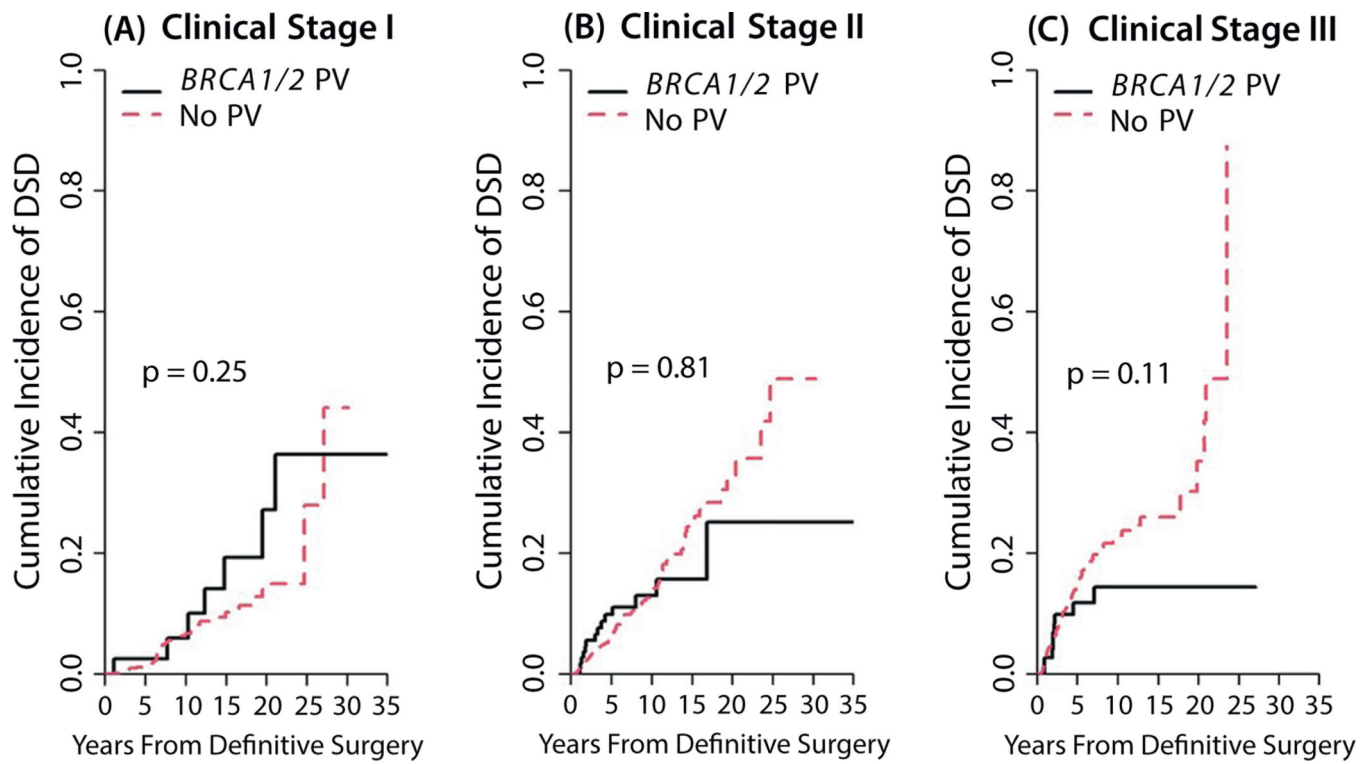 (A) Clinical Stage I
BRCA1/2 PV
No PV
Cumulative Incidence of DSD
1.0
0.8
0.6
0.4
0.2
0.0
p = 0.25
0 5 10 15 20 25 30 35
Years From Definitive Surgery
(B) Clinical Stage II
BRCA1/2 PV
No PV
Cumulative Incidence of DSD
1.0
0.8
0.6
0.4
0.2
0.0
p = 0.81
0 5 10 15 20 25 30 35
Years From Definitive Surgery
(C) Clinical Stage III
BRCA1/2 PV
No PV
Cumulative Incidence of DSD
1.0
0.8
0.6
0.4
0.2
0.0
p = 0.11
0 5 10 15 20 25 30 35
Years From Definitive Surgery